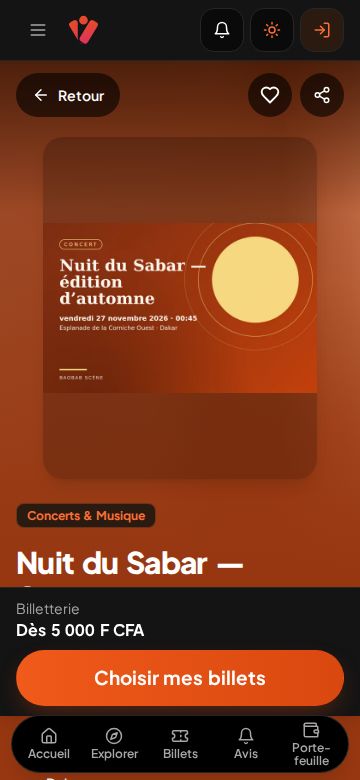 Retour
CONCERT
Nuit du Sabar —
édition
d’automne
vendredi 27 novembre 2026 · 00:45
Esplanade de la Corniche Ouest · Dakar
BAOBAB SCÈNE
Concerts & Musique
Nuit du Sabar —
Billetterie
Dès 5 000 F CFA
Choisir mes billets
Accueil
Explorer
Billets
Avis
Porte-
feuille